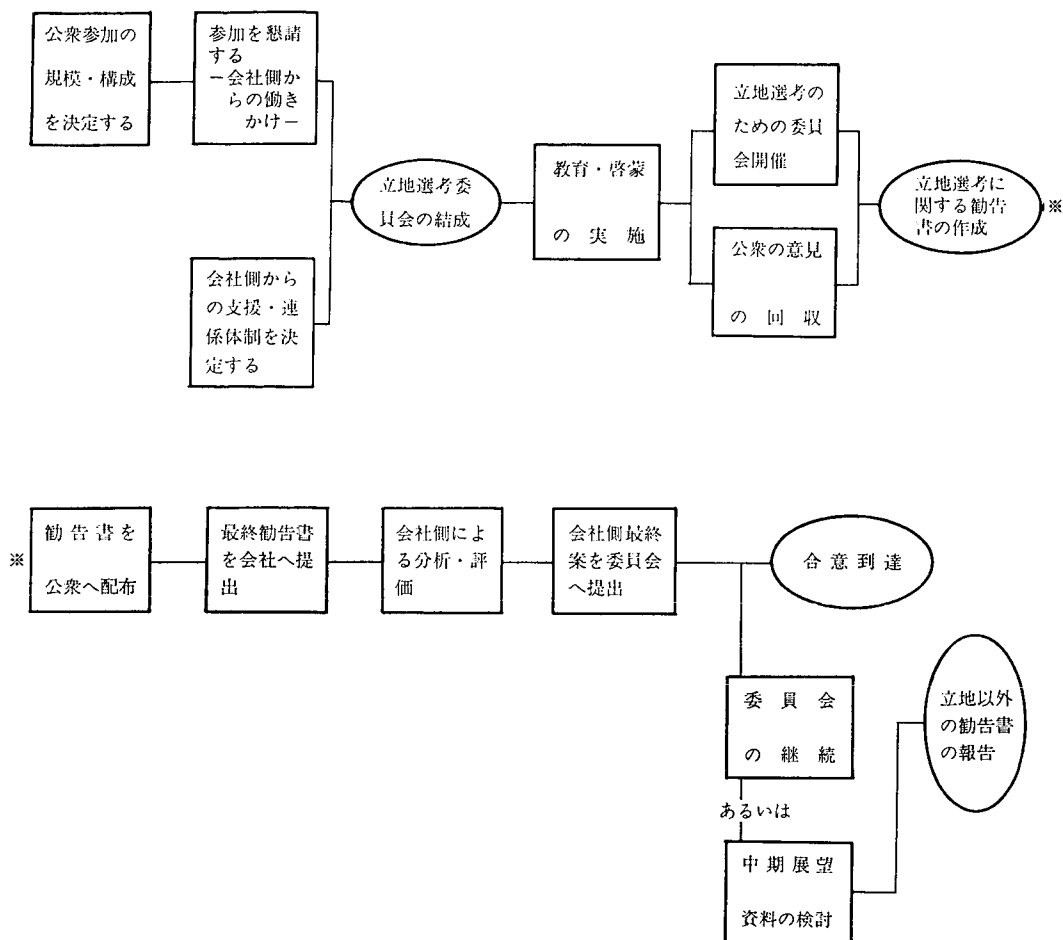 公衆参加の
規模・構成
を決定する
参加を懇請
する
－会社側か
らの働き
かけ－
会社側から
の支援・連
係体制を決
定する
立地選考委
員会の結成
教育・啓蒙
の実施
立地選考の
ための委員
会開催
公衆の意見
の回収
立地選考に
関する勧告
書の作成
※
※
勧告書を
公衆へ配布
最終勧告書
を会社へ提
出
会社側によ
る分析・評
価
会社側最終
案を委員会
へ提出
合意到達
委員会
の継続
あるいは
中期展望
資料の検討
立地以外
の勧告書
の報告